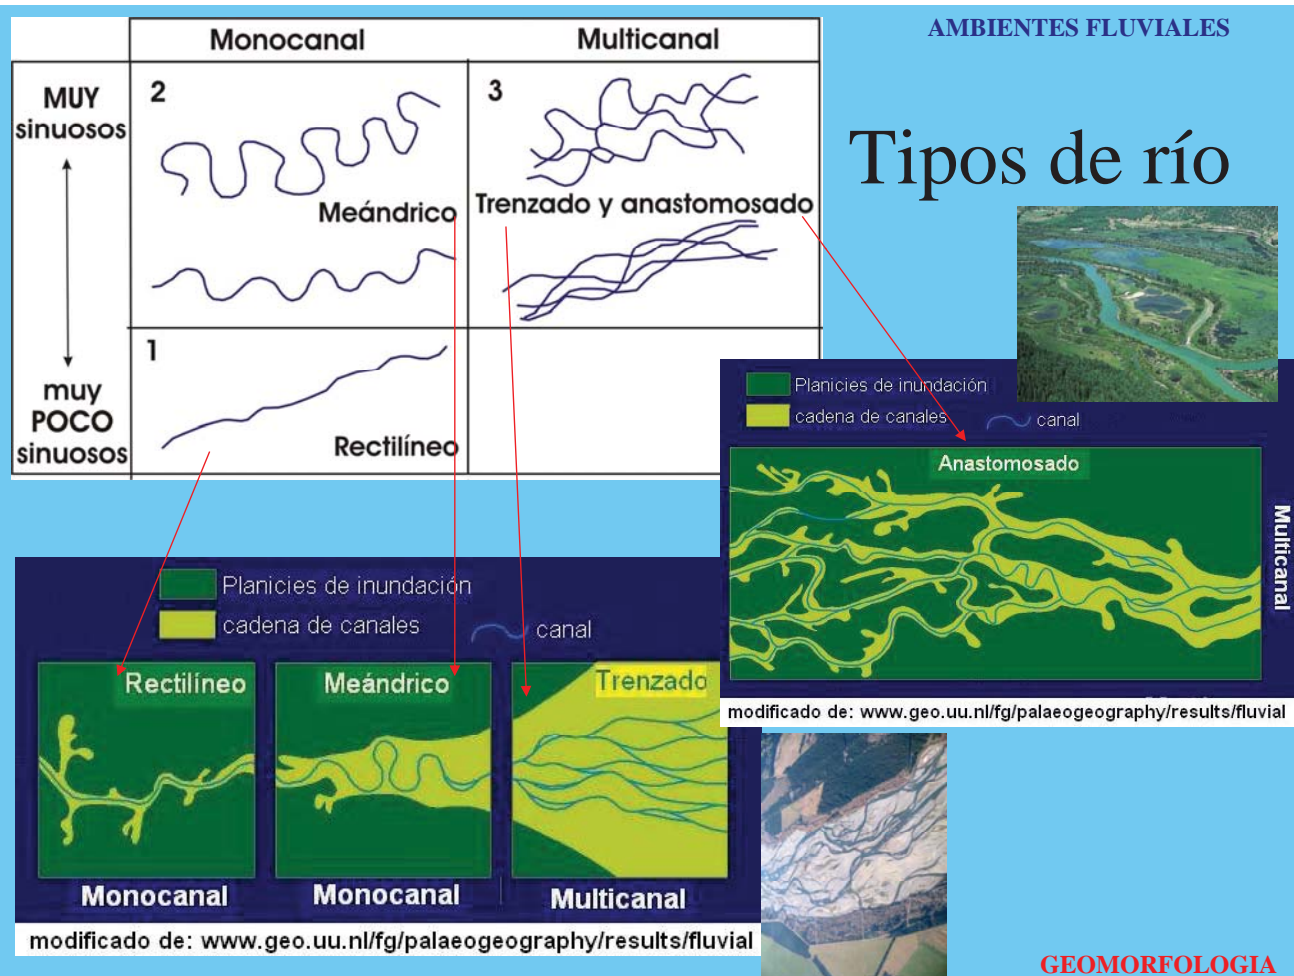 AMBIENTES FLUVIALES
Tipos de río
Monocanal
Multicanal
MUY
sinuosos
muy
POCO
sinuosos
2
Meándrico
3
Trenzado y anastomosado
1
Rectilíneo
Planicies de inundación
cadena de canales
canal
Anastomosado
Multicanal
modificado de: www.geo.uu.nl/fg/palaeogeography/results/fluvial
Planicies de inundación
cadena de canales
canal
Rectilíneo
Meándrico
Trenzado
Monocanal
Monocanal
Multicanal
modificado de: www.geo.uu.nl/fg/palaeogeography/results/fluvial
GEOMORFOLOGIA